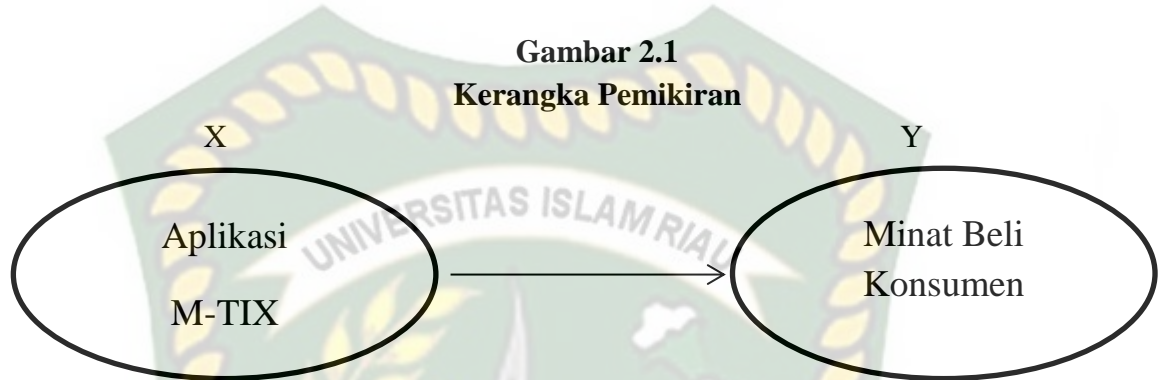 Gambar 2.1
Kerangka Pemikiran
X
Y
UNIVERSITAS ISLAM RIAU
Aplikasi
M-TIX
Minat Beli
Konsumen